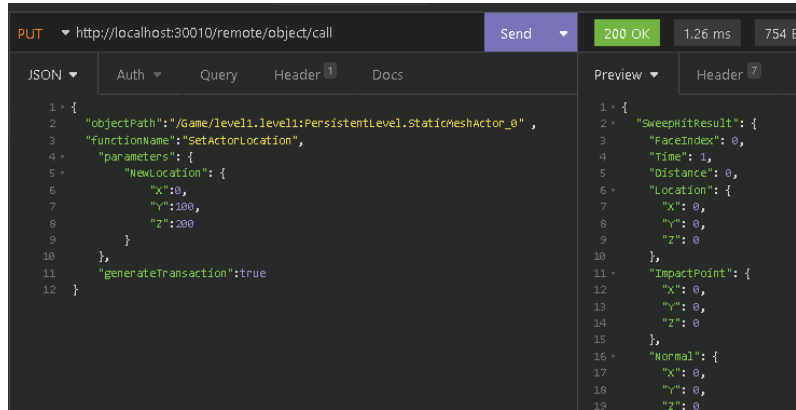 PUT http://localhost:30010/remote/object/call Send 200 OK 1.26 ms 754
JSON Auth Query Header 1 Docs
1 {
2 "objectPath":"/Game/level1.level1:PersistentLevel.StaticMeshActor_0" ,
3 "functionName":"SetActorLocation",
4 "parameters": {
5 "NewLocation": {
6 "X":0,
7 "Y":100,
8 "Z":200
9 }
10 },
11 "generateTransaction":true
12 }
Preview Header 7
1 {
2 "SweepHitResult": {
3 "FaceIndex": 0,
4 "Time": 1,
5 "Distance": 0,
6 "Location": {
7 "X": 0,
8 "Y": 0,
9 "Z": 0
10 },
11 "ImpactPoint": {
12 "X": 0,
13 "Y": 0,
14 "Z": 0
15 },
16 "Normal": {
17 "X": 0,
18 "Y": 0,
19 "Z": 0